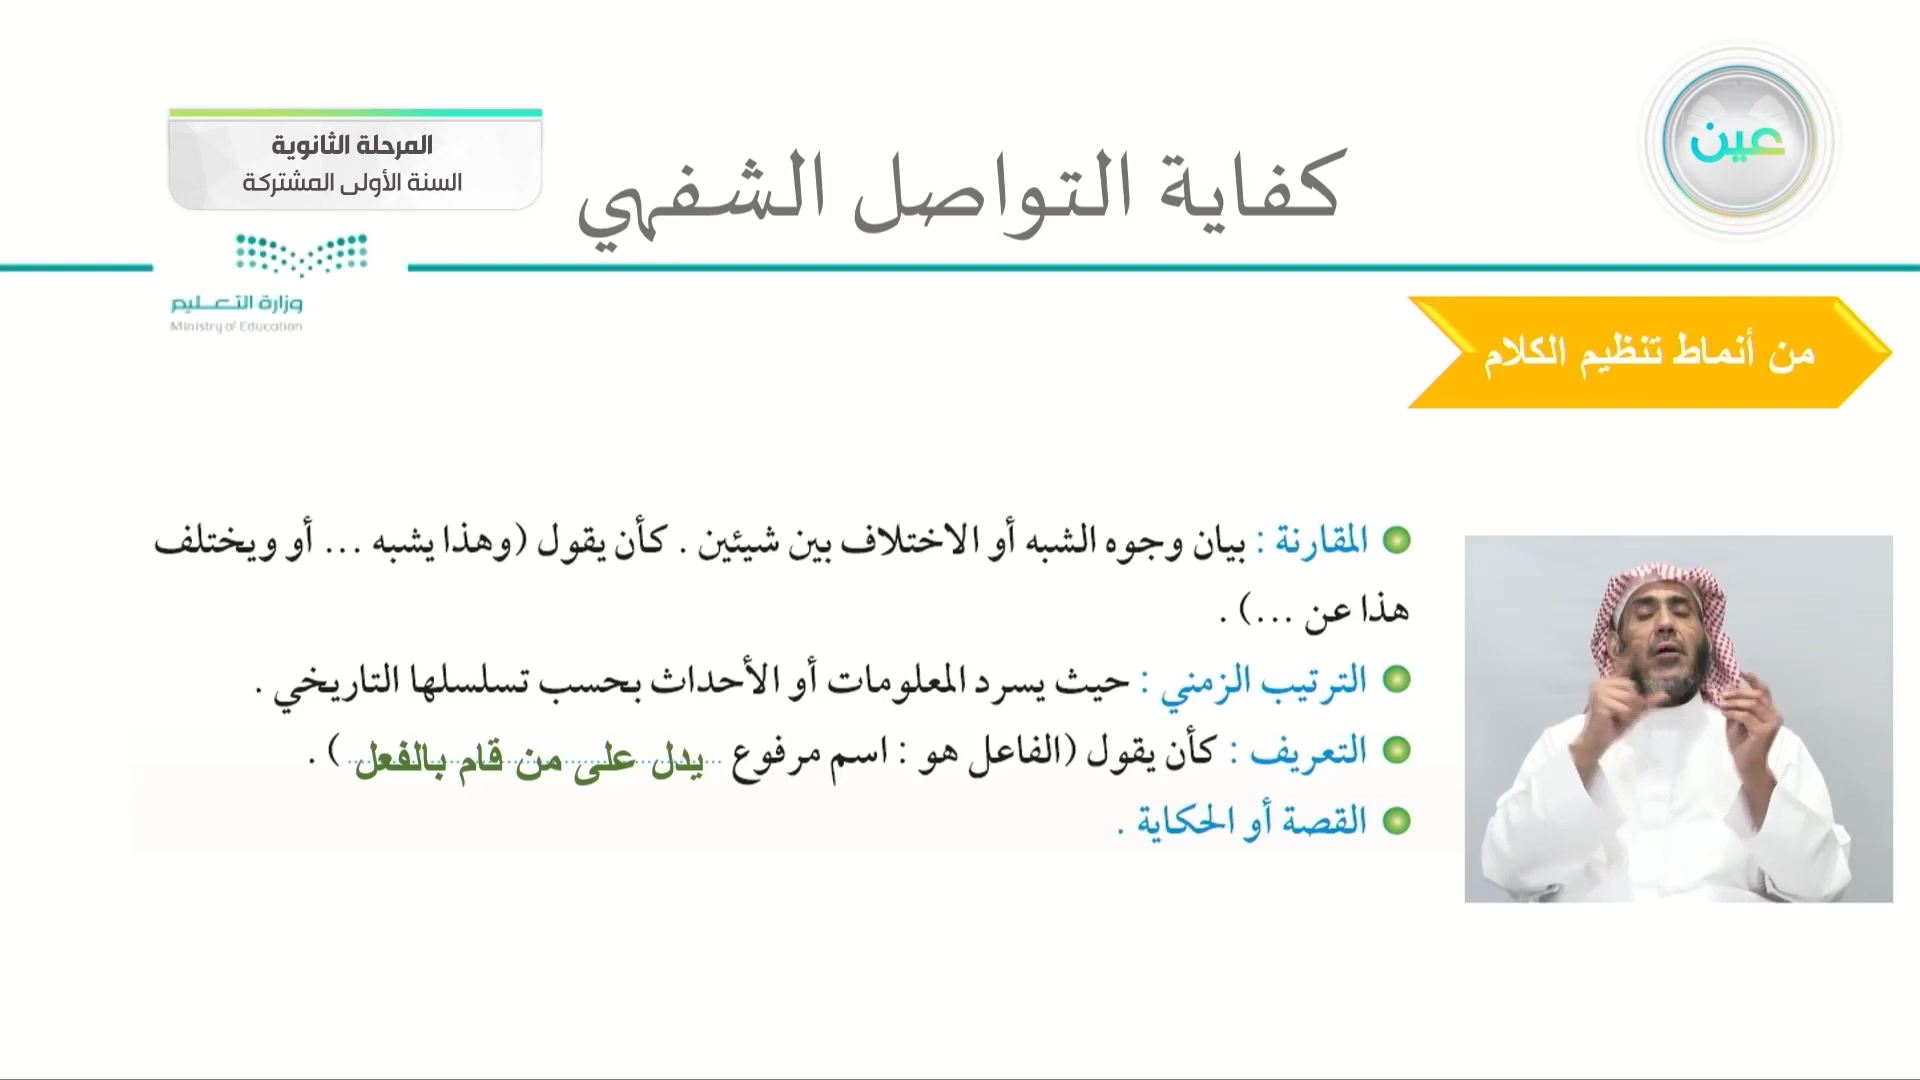 عين
المرحلة الثانوية
السنة الأولى المشتركة
كفاية التواصل الشفهي
وزارة التعليم
Ministry of Education
من أنماط تنظيم الكلام
المقارنة : بيان وجوه الشبه أو الاختلاف بين شيئين . كأن يقول (وهذا يشبه ... أو ويختلف
هذا عن ...) .
الترتيب الزمني : حيث يسرد المعلومات أو الأحداث بحسب تسلسلها التاريخي .
التعريف : كأن يقول (الفاعل هو : اسم مرفوع يدل على من قام بالفعل ) .
القصة أو الحكاية .